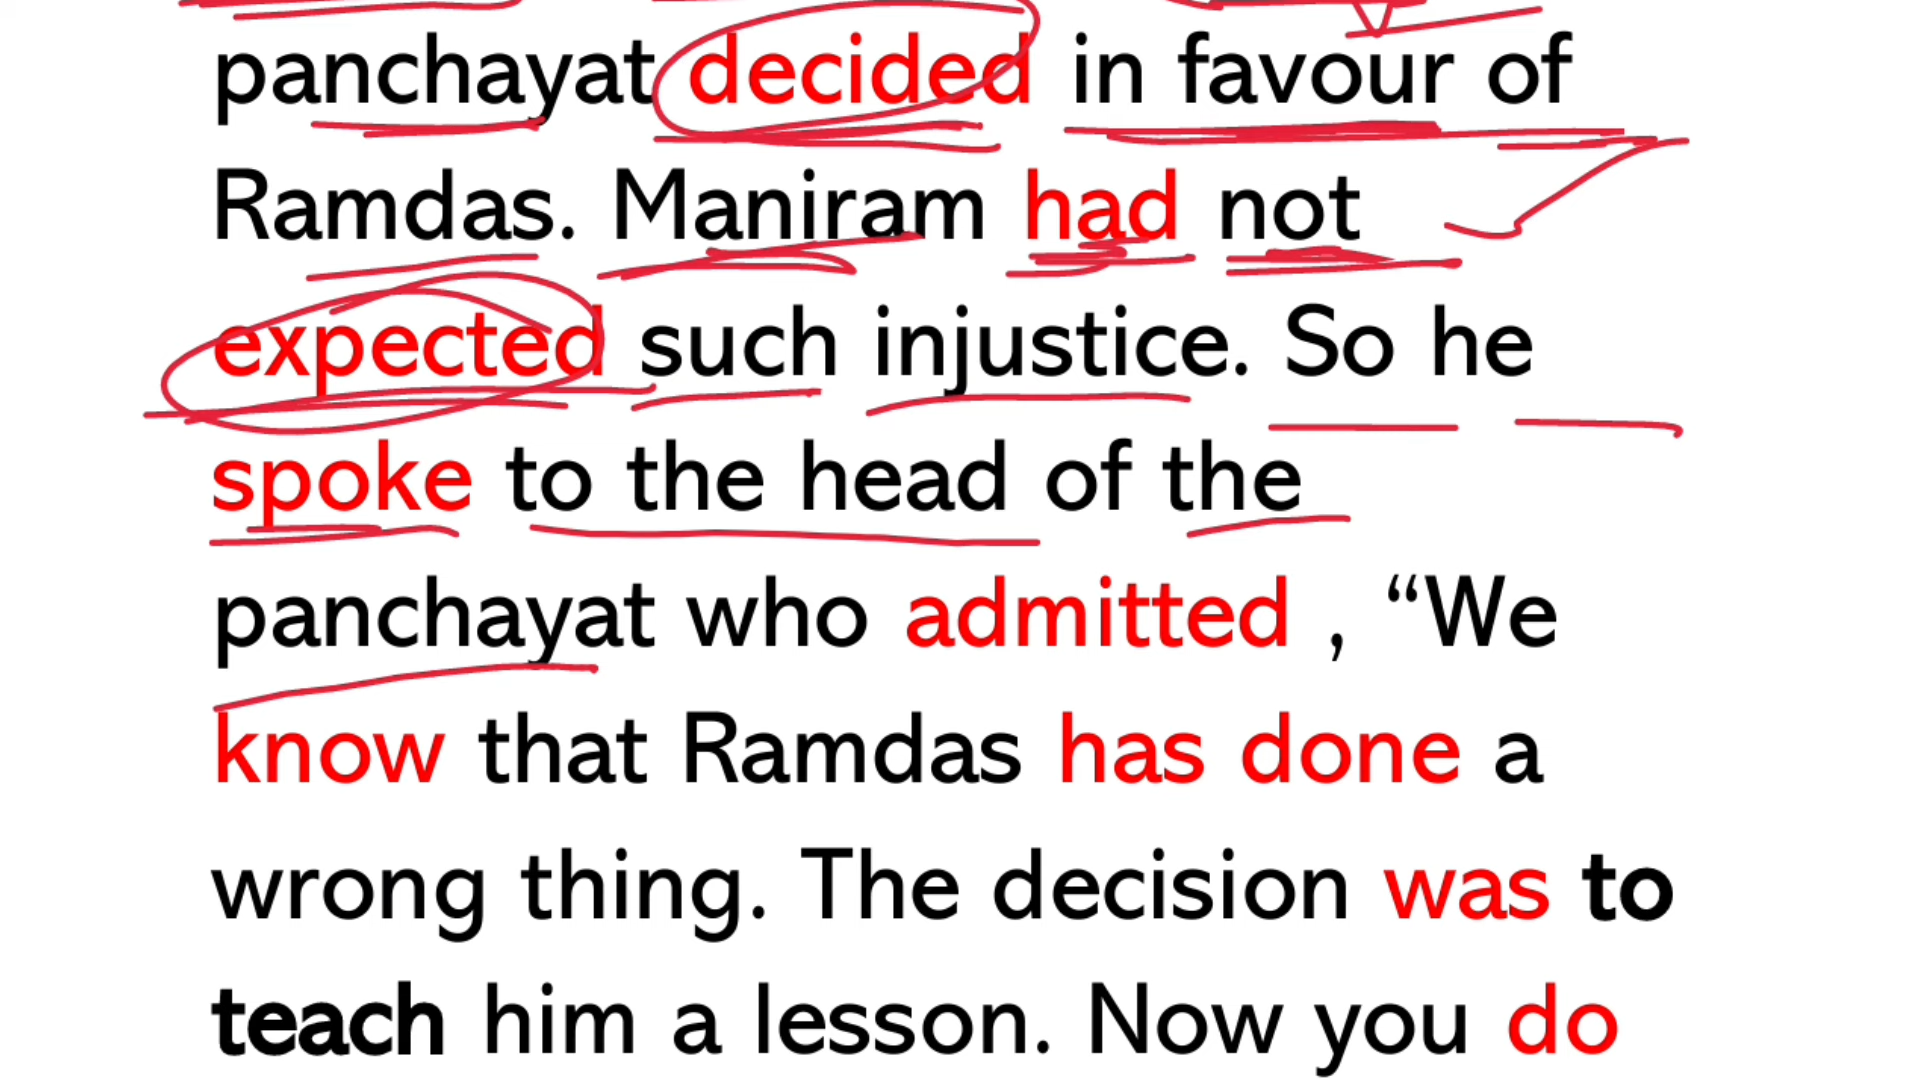 panchayat decided in favour of
Ramdas. Maniram had not
expected such injustice. So he
spoke to the head of the
panchayat who admitted , “We
know that Ramdas has done a
wrong thing. The decision was to
teach him a lesson. Now you do